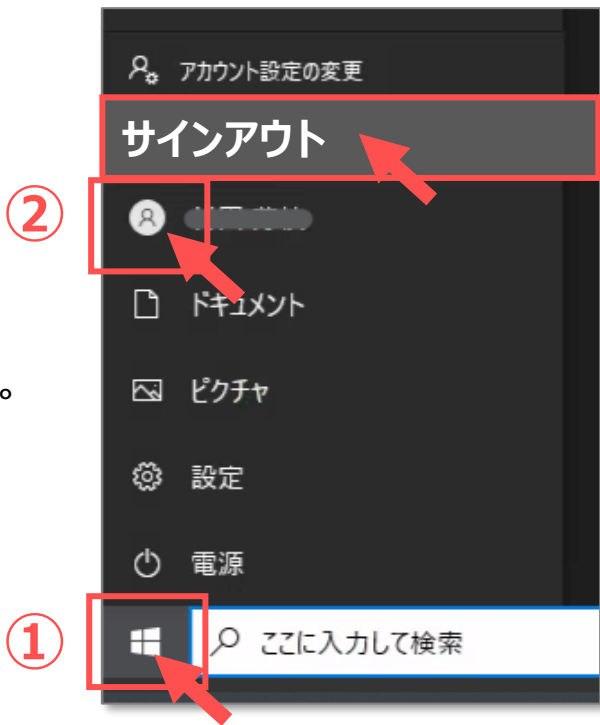 アカウント設定の変更
サインアウト
②
ドキュメント
。
ピクチャ
設定
電源
①
ここに入力して検索